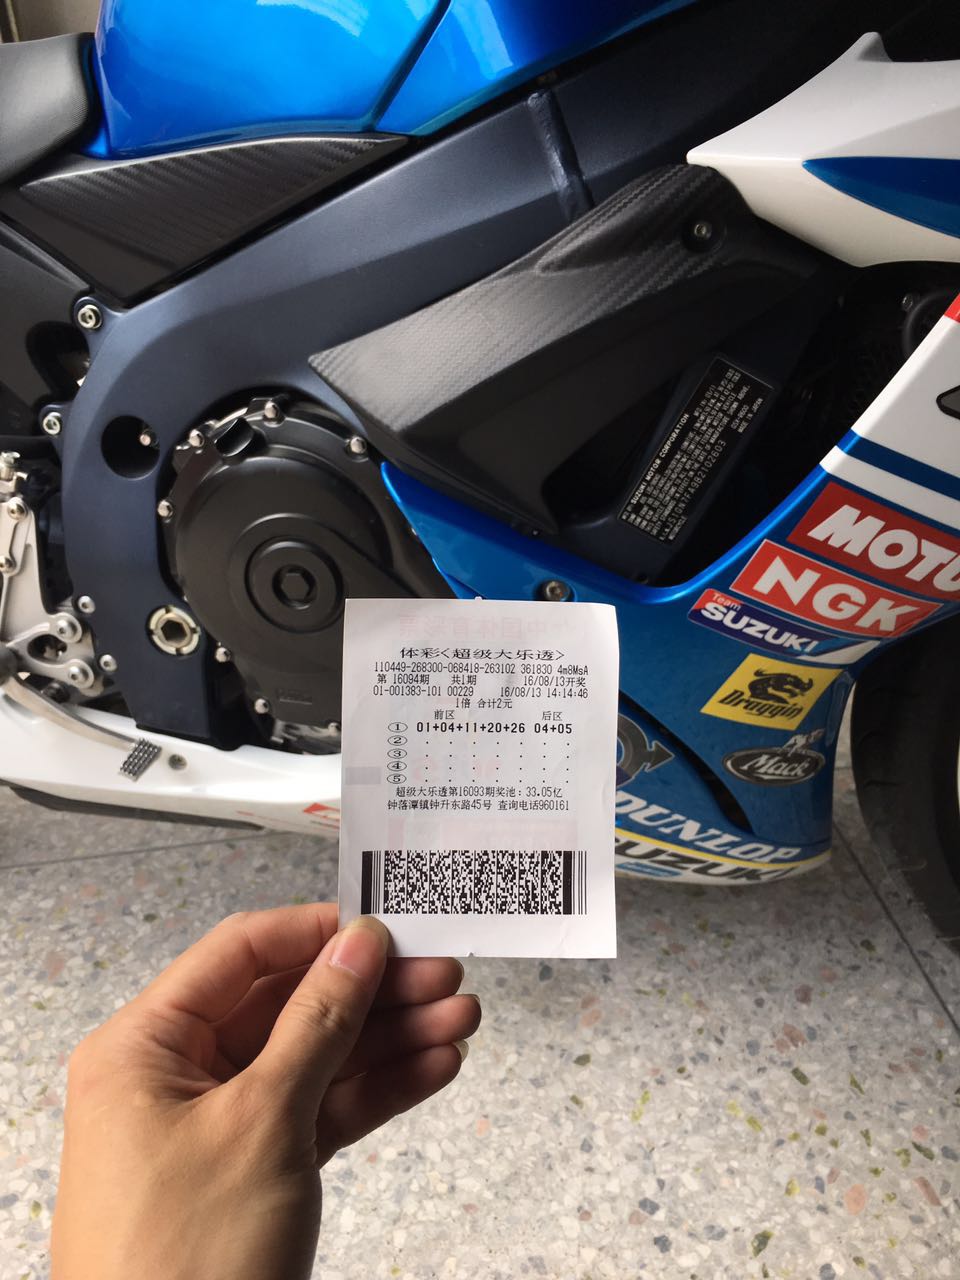 SUZUKI MOTOR CORPORATION
MADE IN JAPAN
MOTU
NGK
Team
SUZUKI
Draggin
Mack
DUNLOP
SUZUKI
体彩<超级大乐透>
110449-268300-068418-263102 361830 4m8MsA
第 16094期 共1期 16/08/13开奖
01-001383-101 00229 16/08/13 14:14:46
1倍 合计2元
前区 后区
① 01+04+11+20+26 04+05
② . . . . . . .
③ . . . . . . .
④ . . . . . . .
⑤ . . . . . . .
超级大乐透第16093期奖池：33.05亿
钟落潭镇钟升东路45号 查询电话960161